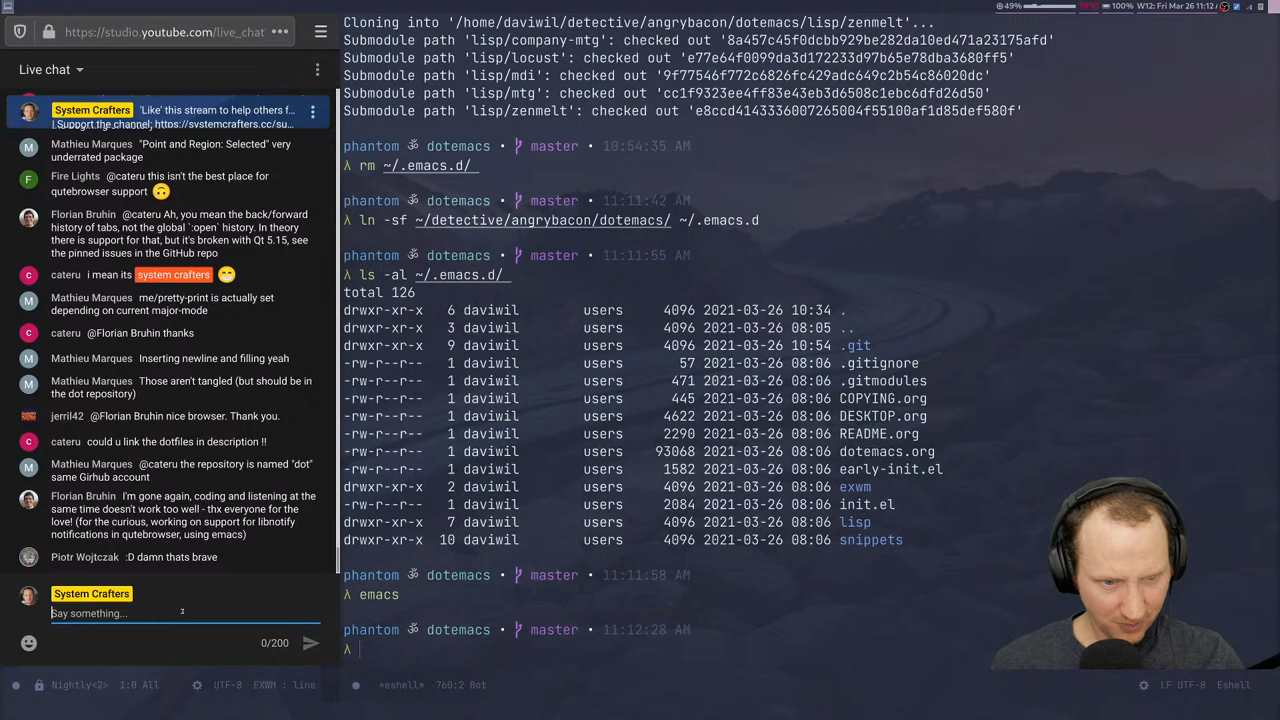 49% 100% W12: Fri Mar 26 11:12
https://studio.youtube.com/live_chat
Live chat
System Crafters 'Like' this stream to help others f...
| Support the channel: https://systemcrafters.cc/su...
Mathieu Marques "Point and Region: Selected" very
underrated package
Fire Lights @cateru this isn't the best place for
qutebrowser support
Florian Bruhin @cateru Ah, you mean the back/forward
history of tabs, not the global `:open` history. In
theory there is support for that, but it's broken with Qt 5.15, see
the pinned issues in the GitHub repo
cateru i mean its system crafters
Mathieu Marques me/pretty-print is actually set
depending on current major-mode
cateru @Florian Bruhin thanks
Mathieu Marques Inserting newline and filling yeah
Mathieu Marques Those aren't tangled (but should be in
the dot repository)
jerril42 @Florian Bruhin nice browser. Thank you.
cateru could u link the dotfiles in description !!
Mathieu Marques @cateru the repository is named "dot"
same Girhub account
Florian Bruhin I'm gone again, coding and listening at the
same time doesn't work too well - thx everyone for the
love! (for the curious, working on support for libnotify
notifications in qutebrowser, using emacs)
Piotr Wojtczak :D damn thats brave
System Crafters
Say something...
0/200
Nightly<2> 1:0 All UTF-8 EXWM : line
Cloning into '/home/daviwil/detective/angrybacon/dotemacs/lisp/zenmelt'...
Submodule path 'lisp/company-mtg': checked out '8a457c45f0dcbb929be282da10ed471a23175afd'
Submodule path 'lisp/locust': checked out 'e77e64f0099da3d172233d97b65e78dba3680ff5'
Submodule path 'lisp/mdi': checked out '9f77546f772c6826fc429adc649c2b54c86020dc'
Submodule path 'lisp/mtg': checked out 'cc1f9323ee4ff83e43eb3d6508c1ebc6dfd26d50'
Submodule path 'lisp/zenmelt': checked out 'e8ccd4143336007265004f55100af1d85def580f'
phantom ॐ dotemacs • master • 10:54:35 AM
λ rm ~/.emacs.d/
phantom ॐ dotemacs • master • 11:11:42 AM
λ ln -sf ~/detective/angrybacon/dotemacs/ ~/.emacs.d
phantom ॐ dotemacs • master • 11:11:55 AM
λ ls -al ~/.emacs.d/
total 126
drwxr-xr-x 6 daviwil users 4096 2021-03-26 10:34 .
drwxr-xr-x 3 daviwil users 4096 2021-03-26 08:05 ..
drwxr-xr-x 9 daviwil users 4096 2021-03-26 10:54 .git
-rw-r--r-- 1 daviwil users 57 2021-03-26 08:06 .gitignore
-rw-r--r-- 1 daviwil users 471 2021-03-26 08:06 .gitmodules
-rw-r--r-- 1 daviwil users 445 2021-03-26 08:06 COPYING.org
-rw-r--r-- 1 daviwil users 4622 2021-03-26 08:06 DESKTOP.org
-rw-r--r-- 1 daviwil users 2290 2021-03-26 08:06 README.org
-rw-r--r-- 1 daviwil users 93068 2021-03-26 08:06 dotemacs.org
-rw-r--r-- 1 daviwil users 1582 2021-03-26 08:06 early-init.el
drwxr-xr-x 2 daviwil users 4096 2021-03-26 08:06 exwm
-rw-r--r-- 1 daviwil users 2084 2021-03-26 08:06 init.el
drwxr-xr-x 7 daviwil users 4096 2021-03-26 08:06 lisp
drwxr-xr-x 10 daviwil users 4096 2021-03-26 08:06 snippets
phantom ॐ dotemacs • master • 11:11:58 AM
λ emacs
phantom ॐ dotemacs • master • 11:12:28 AM
λ
*eshell* 760:2 Bot LF UTF-8 Eshell